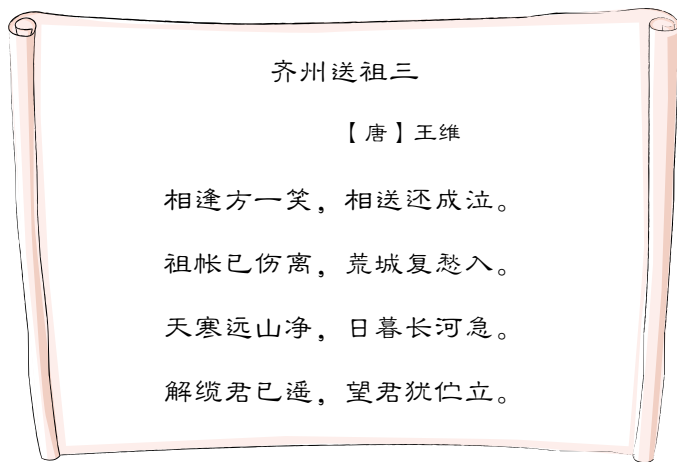 齐州送祖三
【唐】王维
相逢方一笑，相送还成泣。
祖帐已伤离，荒城复愁入。
天寒远山净，日暮长河急。
解缆君已遥，望君犹伫立。